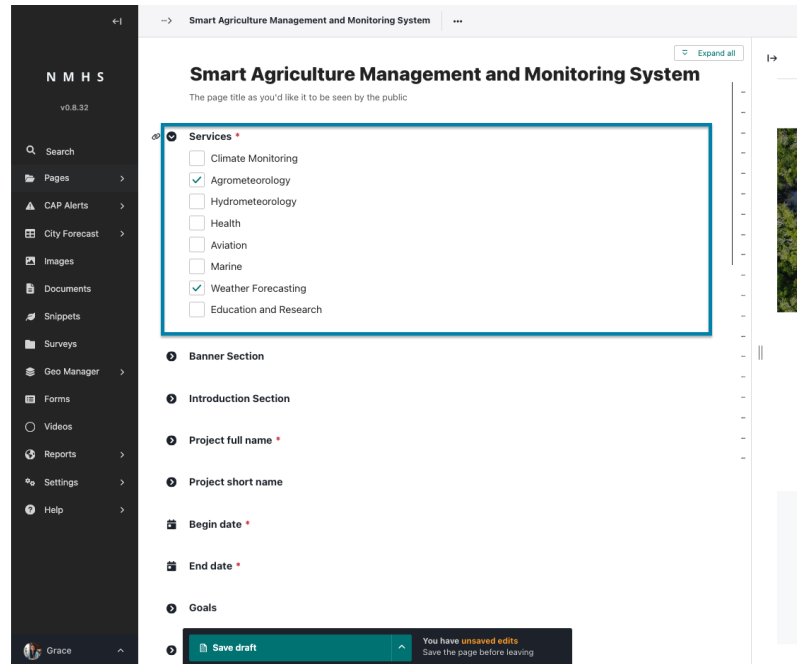 Smart Agriculture Management and Monitoring System
Expand all
N M H S
v0.8.32
Search
Pages
CAP Alerts
City Forecast
Images
Documents
Snippets
Surveys
Geo Manager
Forms
Videos
Reports
Settings
Help
Grace
Smart Agriculture Management and Monitoring System
The page title as you'd like it to be seen by the public
Services *
Climate Monitoring
Agrometeorology
Hydrometeorology
Health
Aviation
Marine
Weather Forecasting
Education and Research
Banner Section
Introduction Section
Project full name *
Project short name
Begin date *
End date *
Goals
Save draft
You have unsaved edits
Save the page before leaving